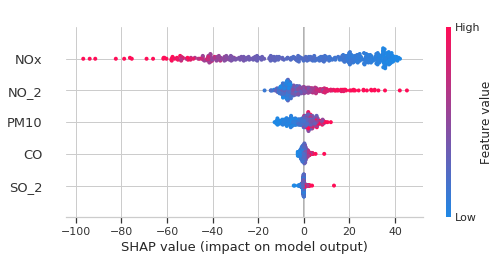 High
NOx
NO_2
PM10
CO
SO_2
Feature value
Low
−100 −80 −60 −40 −20 0 20 40
SHAP value (impact on model output)